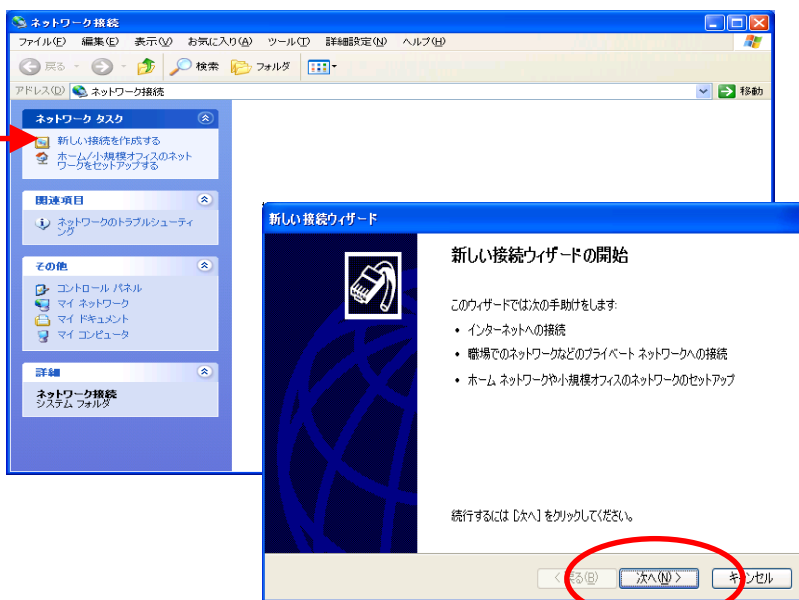 ネットワーク接続
ファイル(F) 編集(E) 表示(V) お気に入り(A) ツール(T) 詳細設定(N) ヘルプ(H)
戻る 検索 フォルダ
アドレス(D) ネットワーク接続 移動
ネットワーク タスク
新しい接続を作成する
ホーム/小規模オフィスのネット
ワークをセットアップする
関連項目
ネットワークのトラブルシューティ
ング
その他
コントロール パネル
マイ ネットワーク
マイ ドキュメント
マイ コンピュータ
詳細
ネットワーク接続
システム フォルダ
新しい接続ウィザード
新しい接続ウィザードの開始
このウィザードでは次の手助けをします:
• インターネットへの接続
• 職場でのネットワークなどのプライベート ネットワークへの接続
• ホーム ネットワークや小規模オフィスのネットワークのセットアップ
続行するには [次へ] をクリックしてください。
< 戻る(B) 次へ(N) > キャンセル